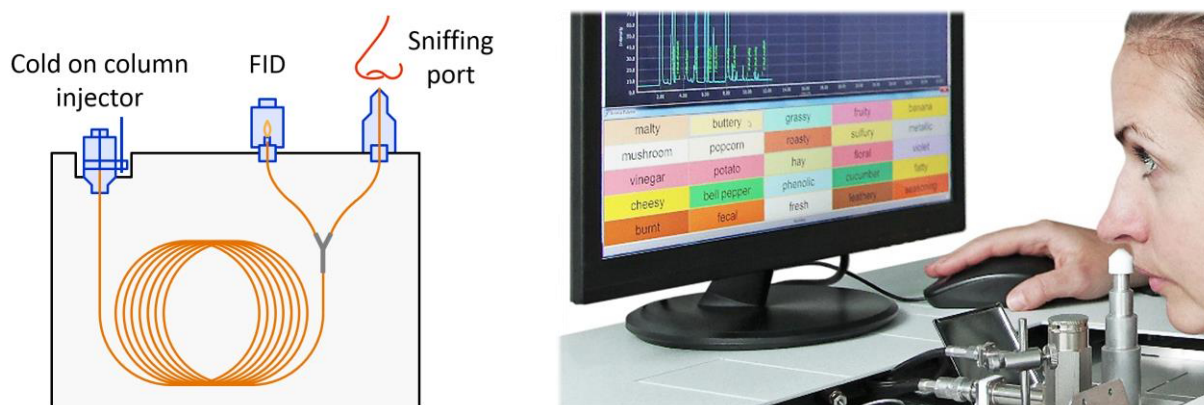 Cold on column
injector
FID
Sniffing
port
malty buttery grassy fruity banana
mushroom popcorn roasty sulfury metallic
vinegar potato hay floral violet
cheesy bell pepper phenolic cucumber fatty
burnt fecal fresh leathery seasoning